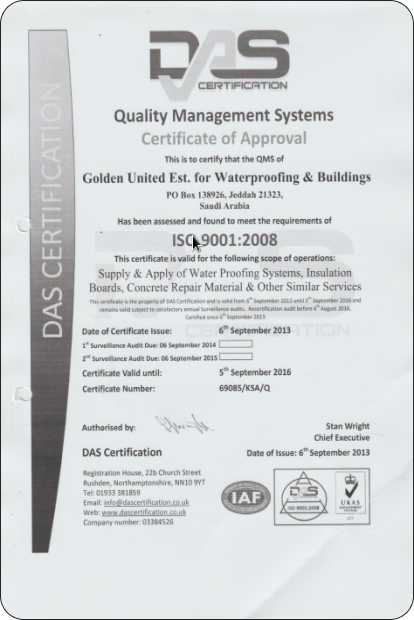 DAS
CERTIFICATION
DAS CERTIFICATION
Quality Management Systems
Certificate of Approval
This is to certify that the QMS of
Golden United Est. for Waterproofing & Buildings
PO Box 138926, Jeddah 21323,
Saudi Arabia
Has been assessed and found to meet the requirements of
ISO 9001:2008
This certificate is valid for the following scope of operations:
Supply & Apply of Water Proofing Systems, Insulation
Boards, Concrete Repair Material & Other Similar Services
This certificate is the property of DAS Certification and is valid from 6th September 2013 until 5th September 2016 and
remains valid subject to satisfactory annual Surveillance audits. Recertification audit before 6th August 2016,
Certified since 6th September 2013
Date of Certificate Issue: 6th September 2013
1st Surveillance Audit Due: 06 September 2014
2nd Surveillance Audit Due: 06 September 2015
Certificate Valid until: 5th September 2016
Certificate Number: 69085/KSA/Q
Authorised by:
Stan Wright
Chief Executive
DAS Certification
Date of Issue: 6th September 2013
Registration House, 22b Church Street
Rushden, Northamptonshire, NN10 9YT
Tel: 01933 381859
Email: info@dascertification.co.uk
Web: www.dascertification.co.uk
Company number: 03384526
IAF
DAS
ISO 9001:2008
UKAS
MANAGEMENT
SYSTEMS